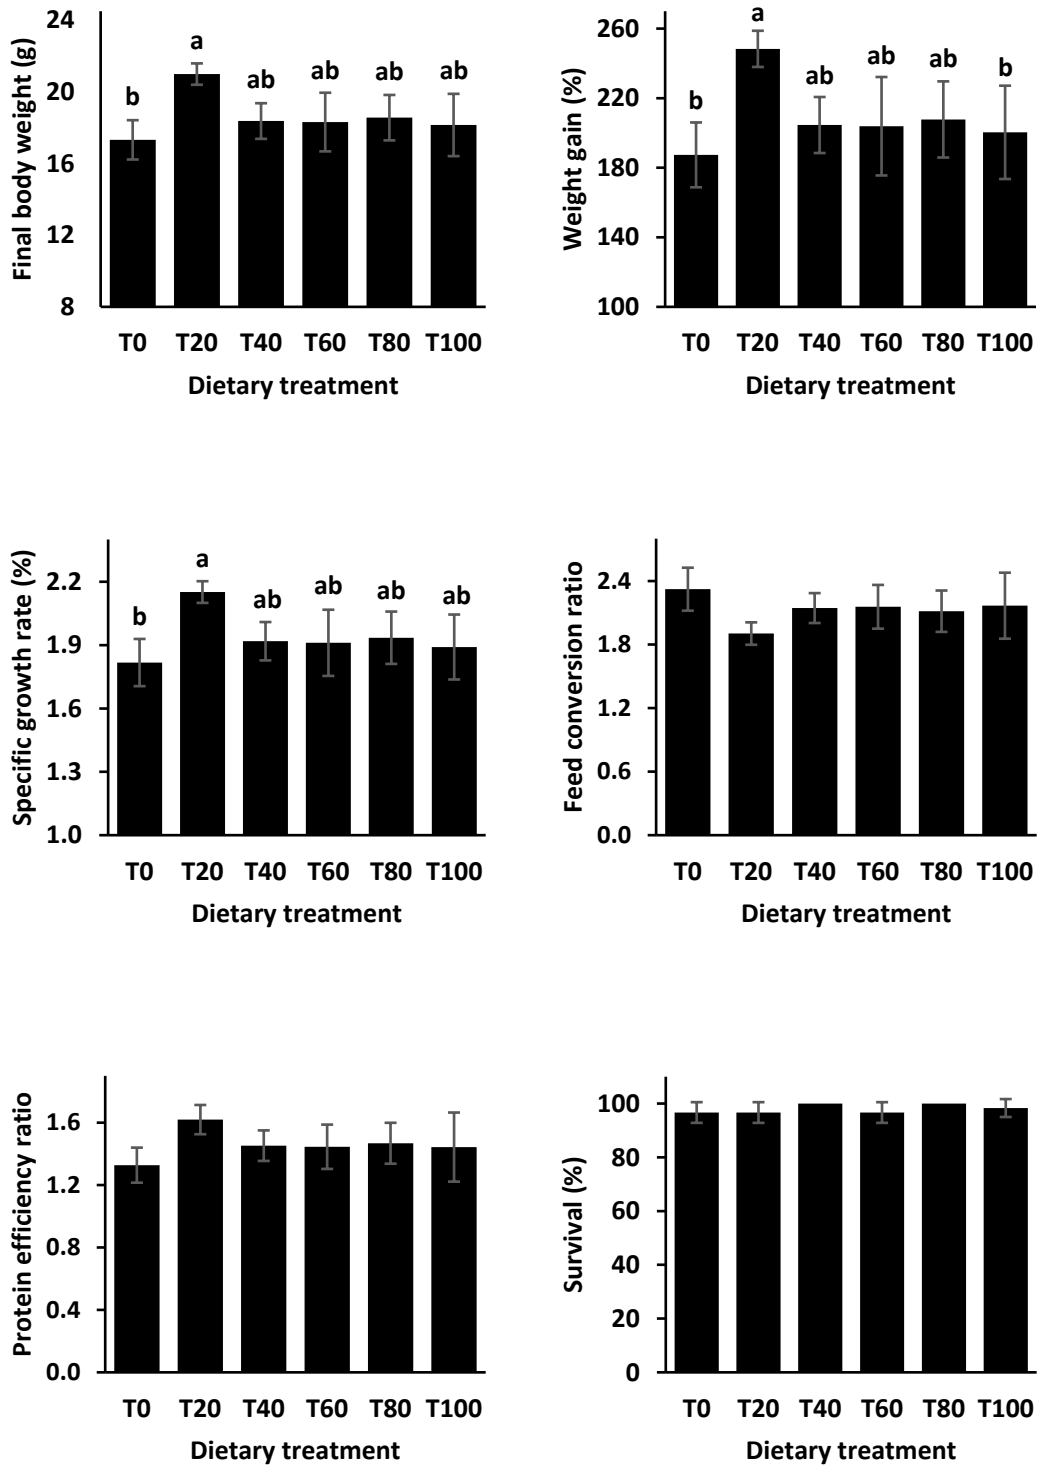 Final body weight (g)
24
20
16
12
8
b
a
ab
ab
ab
ab
T0 T20 T40 T60 T80 T100
Dietary treatment
Weight gain (%)
260
220
180
140
100
b
a
ab
ab
ab
b
T0 T20 T40 T60 T80 T100
Dietary treatment
Specific growth rate (%)
2.2
1.9
1.6
1.3
1.0
b
a
ab
ab
ab
ab
T0 T20 T40 T60 T80 T100
Dietary treatment
Feed conversion ratio
2.4
1.8
1.2
0.6
0.0
T0 T20 T40 T60 T80 T100
Dietary treatment
Protein efficiency ratio
1.6
1.2
0.8
0.4
0.0
T0 T20 T40 T60 T80 T100
Dietary treatment
Survival (%)
100
80
60
40
20
0
T0 T20 T40 T60 T80 T100
Dietary treatment